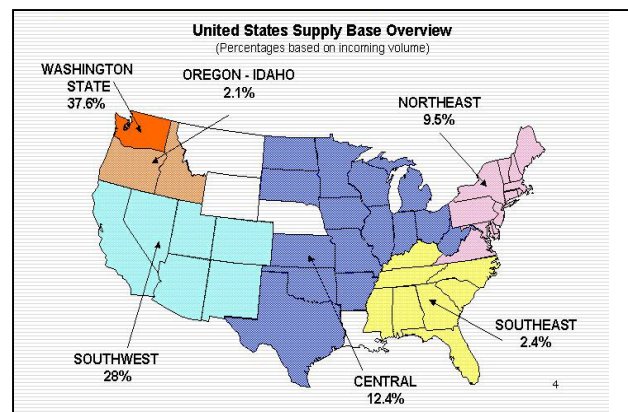 United States Supply Base Overview
(Percentages based on incoming volume)
WASHINGTON
STATE
37.6%
OREGON - IDAHO
2.1%
NORTHEAST
9.5%
SOUTHWEST
28%
CENTRAL
12.4%
SOUTHEAST
2.4%
4